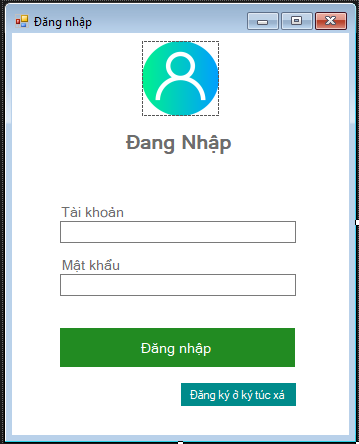 Đăng nhập
Đang Nhập
Tài khoản
Mật khẩu
Đăng nhập
Đăng ký ở ký túc xá